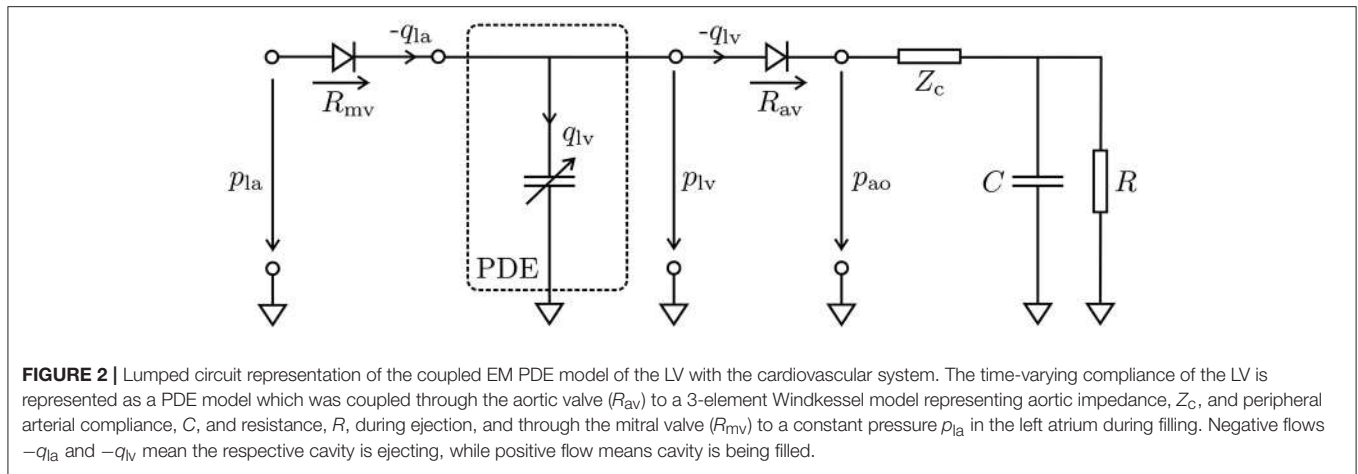 -q_la
-q_lv
R_mv
R_av
Z_c
q_lv
p_la
p_lv
p_ao
C
R
PDE
FIGURE 2 | Lumped circuit representation of the coupled EM PDE model of the LV with the cardiovascular system. The time-varying compliance of the LV is
represented as a PDE model which was coupled through the aortic valve (R_av) to a 3-element Windkessel model representing aortic impedance, Z_c, and peripheral
arterial compliance, C, and resistance, R, during ejection, and through the mitral valve (R_mv) to a constant pressure p_la in the left atrium during filling. Negative flows
−q_la and −q_lv mean the respective cavity is ejecting, while positive flow means cavity is being filled.